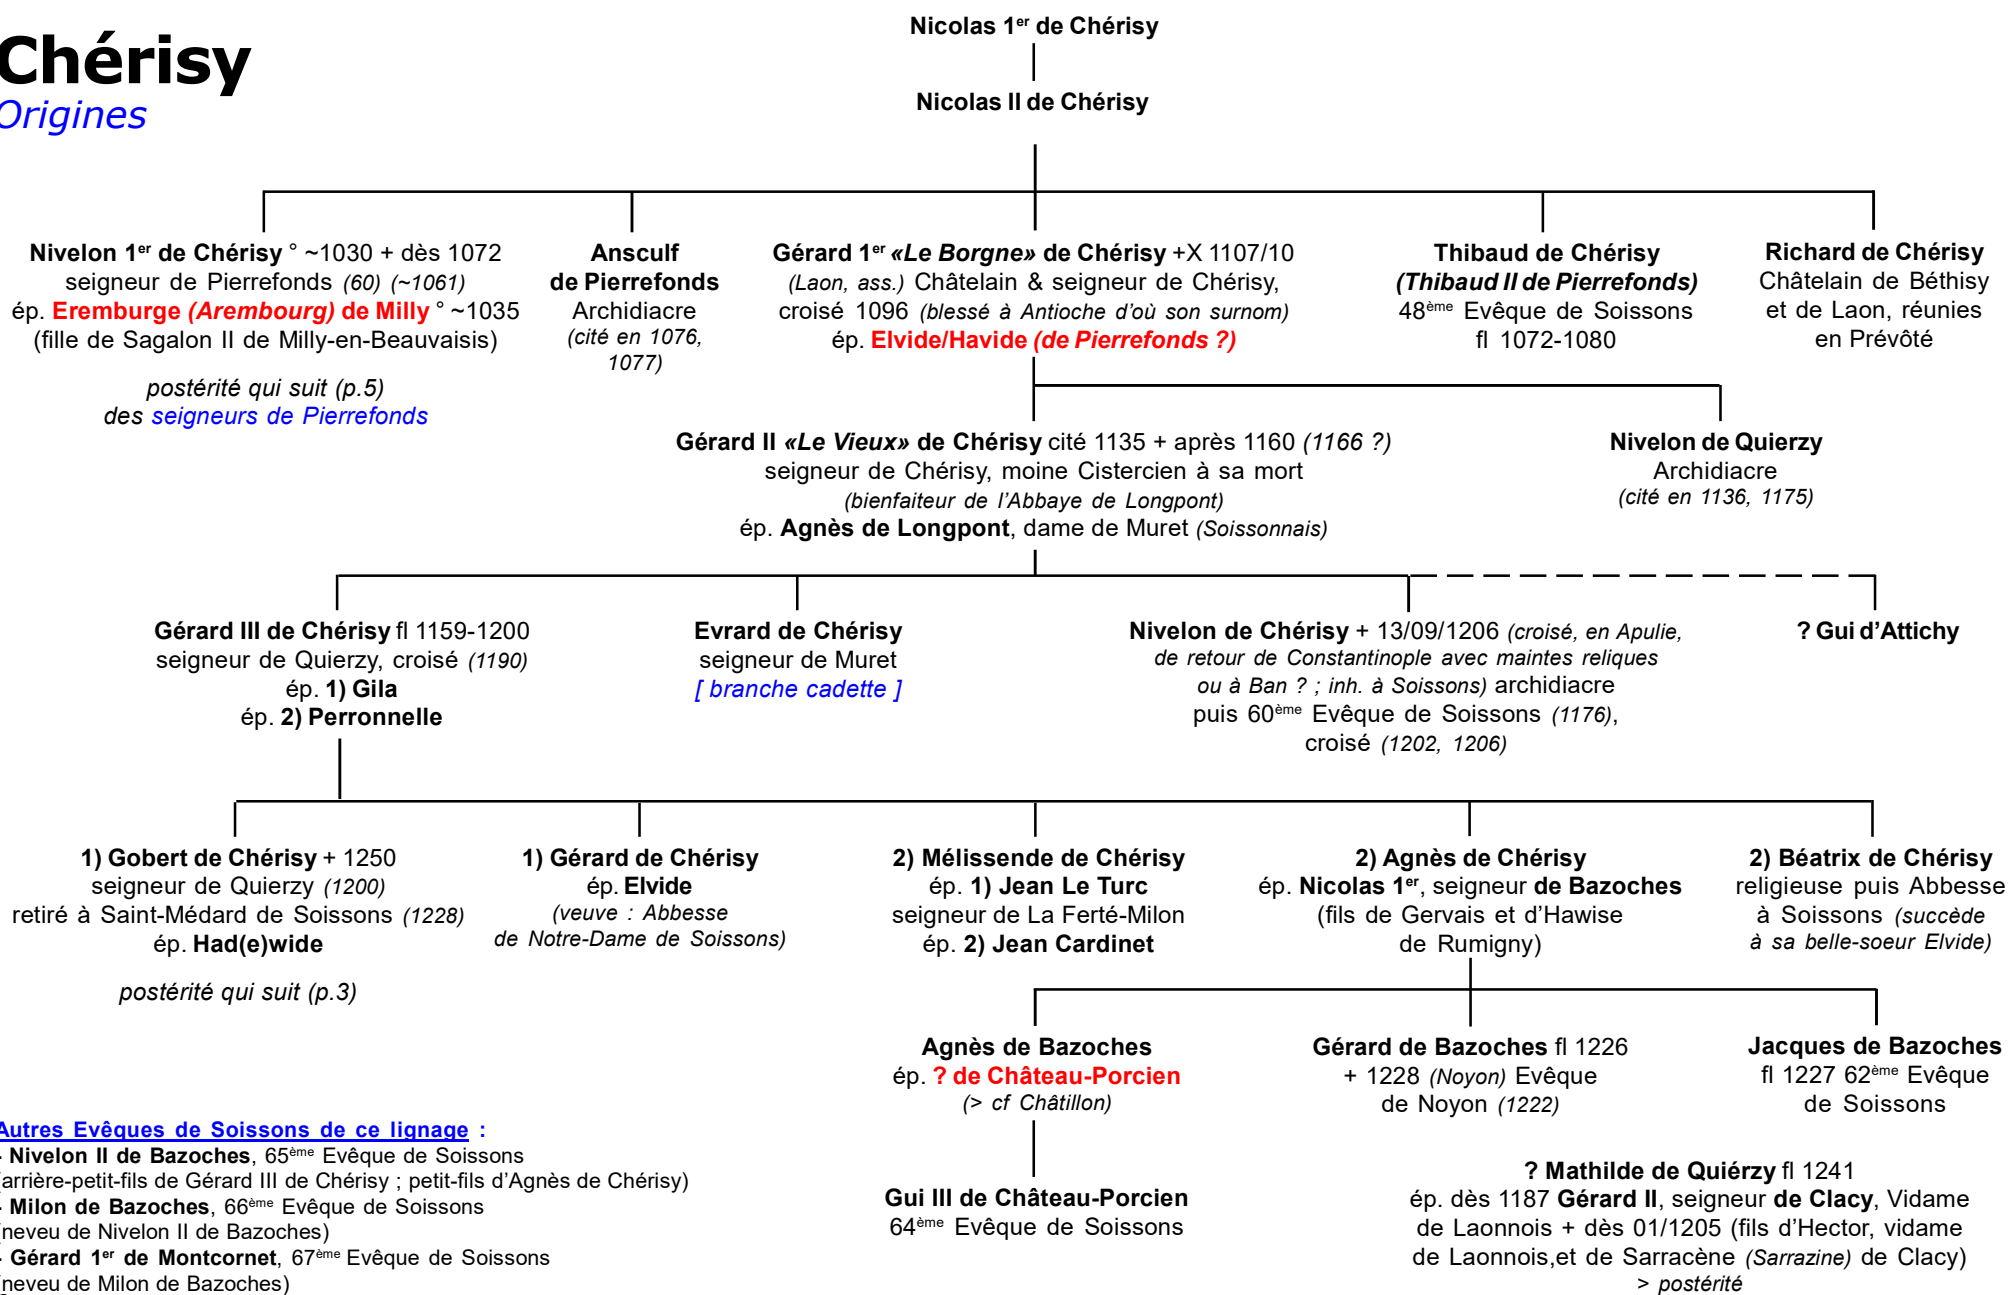 Chérisy
Origines
Nicolas 1er de Chérisy
Nicolas II de Chérisy
Nivelon 1er de Chérisy ° ~1030 + dès 1072
seigneur de Pierrefonds (60) (~1061)
ép. Eremburge (Arembourg) de Milly ° ~1035
(fille de Sagalon II de Milly-en-Beauvaisis)
postérité qui suit (p.5)
des seigneurs de Pierrefonds
Ansculf
de Pierrefonds
Archidiacre
(cité en 1076,
1077)
Gérard 1er «Le Borgne» de Chérisy +X 1107/10
(Laon, ass.) Châtelain & seigneur de Chérisy,
croisé 1096 (blessé à Antioche d'où son surnom)
ép. Elvide/Havide (de Pierrefonds ?)
Thibaud de Chérisy
(Thibaud II de Pierrefonds)
48ème Evêque de Soissons
fl 1072-1080
Richard de Chérisy
Châtelain de Béthisy
et de Laon, réunies
en Prévôté
Gérard II «Le Vieux» de Chérisy cité 1135 + après 1160 (1166 ?)
seigneur de Chérisy, moine Cistercien à sa mort
(bienfaiteur de l'Abbaye de Longpont)
ép. Agnès de Longpont, dame de Muret (Soissonnais)
Nivelon de Quierzy
Archidiacre
(cité en 1136, 1175)
Gérard III de Chérisy fl 1159-1200
seigneur de Quierzy, croisé (1190)
ép. 1) Gila
ép. 2) Perronnelle
Evrard de Chérisy
seigneur de Muret
[ branche cadette ]
Nivelon de Chérisy + 13/09/1206 (croisé, en Apulie,
de retour de Constantinople avec maintes reliques
ou à Ban ? ; inh. à Soissons) archidiacre
puis 60ème Evêque de Soissons (1176),
croisé (1202, 1206)
? Gui d'Attichy
1) Gobert de Chérisy + 1250
seigneur de Quierzy (1200)
retiré à Saint-Médard de Soissons (1228)
ép. Had(e)wide
postérité qui suit (p.3)
1) Gérard de Chérisy
ép. Elvide
(veuve : Abbesse
de Notre-Dame de Soissons)
2) Mélissende de Chérisy
ép. 1) Jean Le Turc
seigneur de La Ferté-Milon
ép. 2) Jean Cardinet
2) Agnès de Chérisy
ép. Nicolas 1er, seigneur de Bazoches
(fils de Gervais et d'Hawise
de Rumigny)
2) Béatrix de Chérisy
religieuse puis Abbesse
à Soissons (succède
à sa belle-soeur Elvide)
Agnès de Bazoches
ép. ? de Château-Porcien
(> cf Châtillon)
Gérard de Bazoches fl 1226
+ 1228 (Noyon) Evêque
de Noyon (1222)
Jacques de Bazoches
fl 1227 62ème Evêque
de Soissons
Gui III de Château-Porcien
64ème Evêque de Soissons
? Mathilde de Quiérzy fl 1241
ép. dès 1187 Gérard II, seigneur de Clacy, Vidame
de Laonnois + dès 01/1205 (fils d'Hector, vidame
de Laonnois,et de Sarracène (Sarrazine) de Clacy)
> postérité
Autres Evêques de Soissons de ce lignage :
- Nivelon II de Bazoches, 65ème Evêque de Soissons
(arrière-petit-fils de Gérard III de Chérisy ; petit-fils d'Agnès de Chérisy)
- Milon de Bazoches, 66ème Evêque de Soissons
(neveu de Nivelon II de Bazoches)
- Gérard 1er de Montcornet, 67ème Evêque de Soissons
(neveu de Milon de Bazoches)